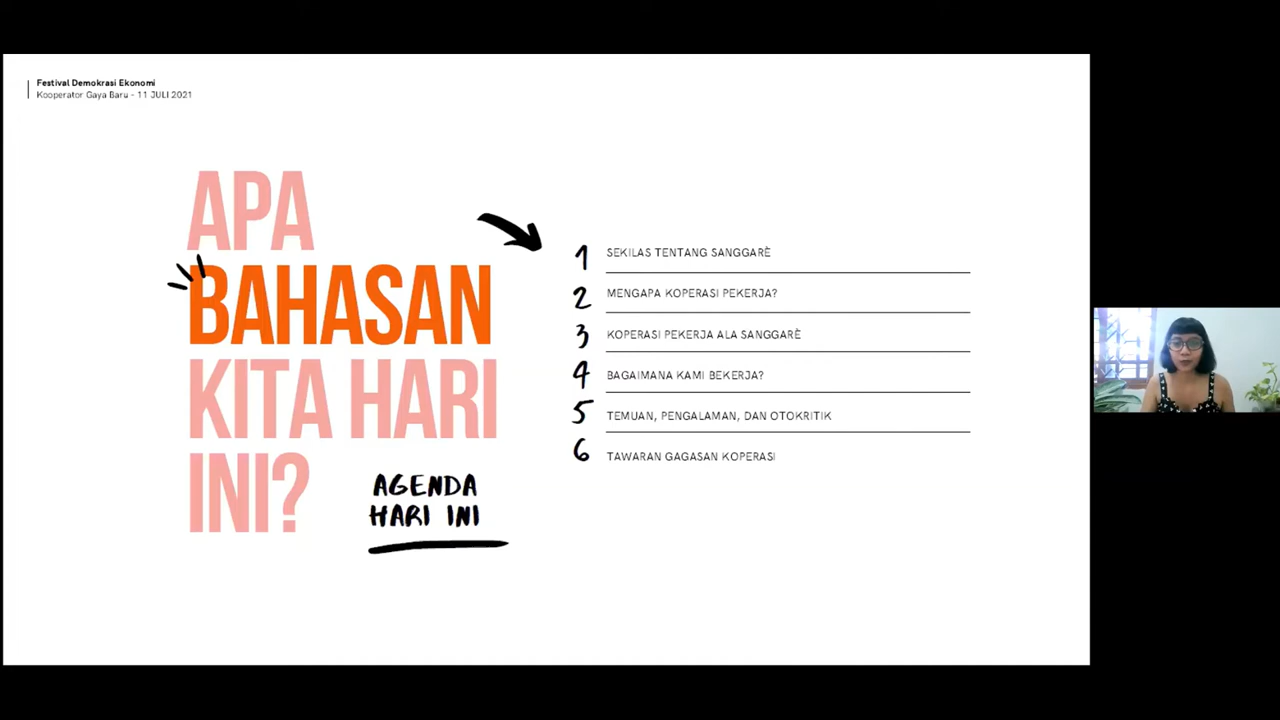 Festival Demokrasi Ekonomi
Kooperator Gaya Baru - 11 JULI 2021
APA
BAHASAN
KITA HARI
INI?
AGENDA
HARI INI
1 SEKILAS TENTANG SANGGARÈ
2 MENGAPA KOPERASI PEKERJA?
3 KOPERASI PEKERJA ALA SANGGARÈ
4 BAGAIMANA KAMI BEKERJA?
5 TEMUAN, PENGALAMAN, DAN OTOKRITIK
6 TAWARAN GAGASAN KOPERASI